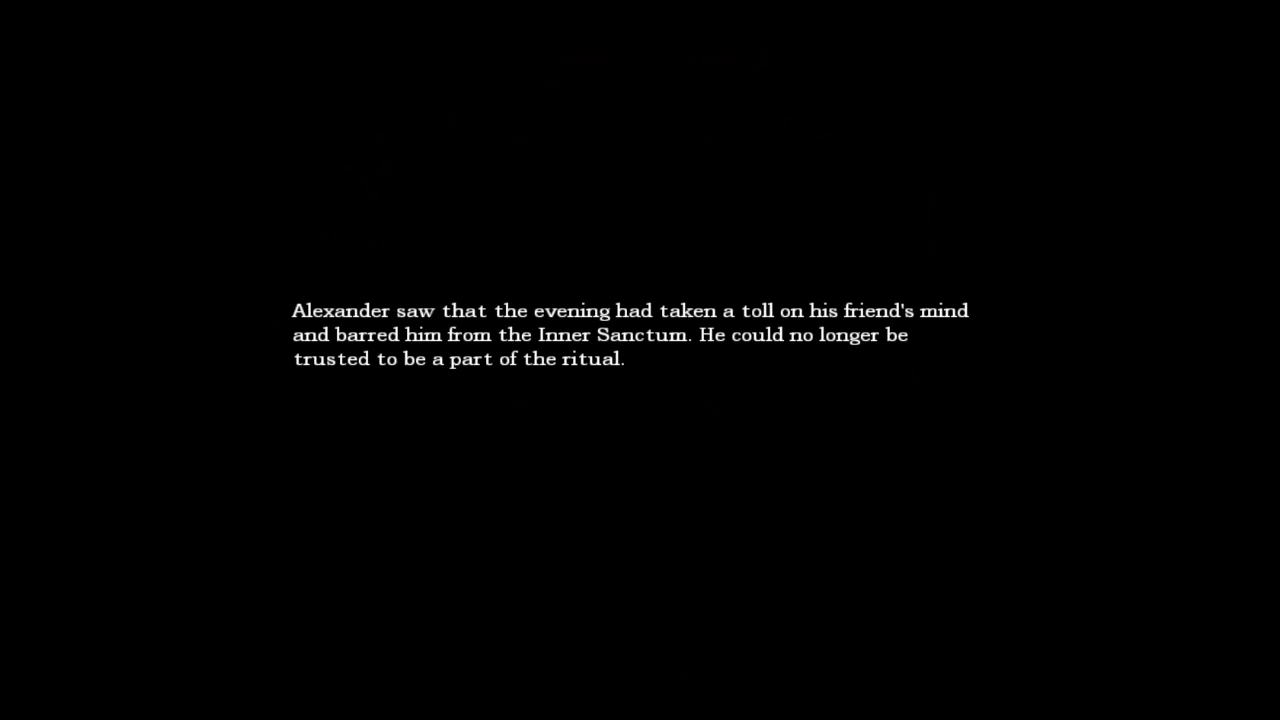 Alexander saw that the evening had taken a toll on his friend's mind
and barred him from the Inner Sanctum. He could no longer be
trusted to be a part of the ritual.